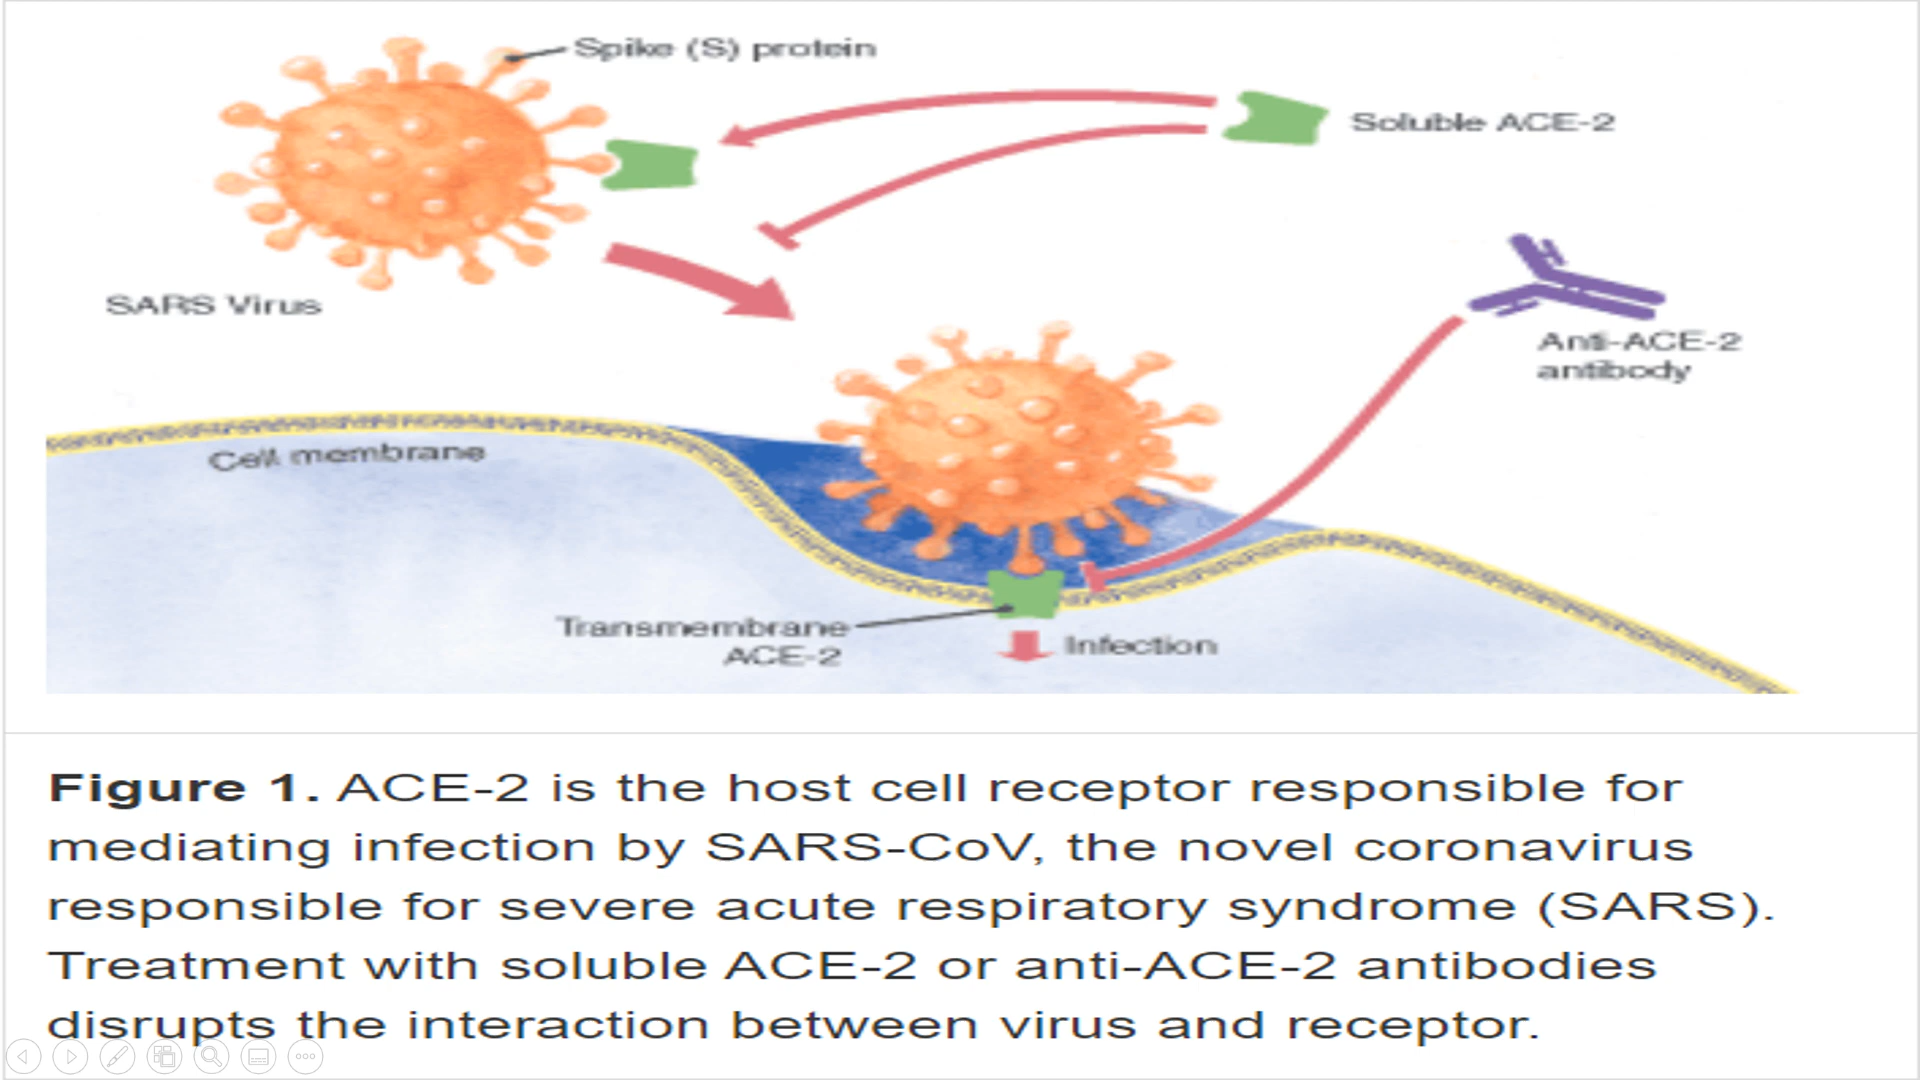 Spike (S) protein
Soluble ACE-2
SARS Virus
Anti-ACE-2
antibody
Cell membrane
Transmembrane
ACE-2
Infection
Figure 1. ACE-2 is the host cell receptor responsible for
mediating infection by SARS-CoV, the novel coronavirus
responsible for severe acute respiratory syndrome (SARS).
Treatment with soluble ACE-2 or anti-ACE-2 antibodies
disrupts the interaction between virus and receptor.